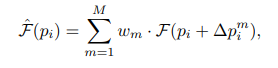 $$\hat{\mathcal{F}}(p_i) = \sum_{m=1}^{M} w_m \cdot \mathcal{F}(p_i + \Delta p_i^m),$$